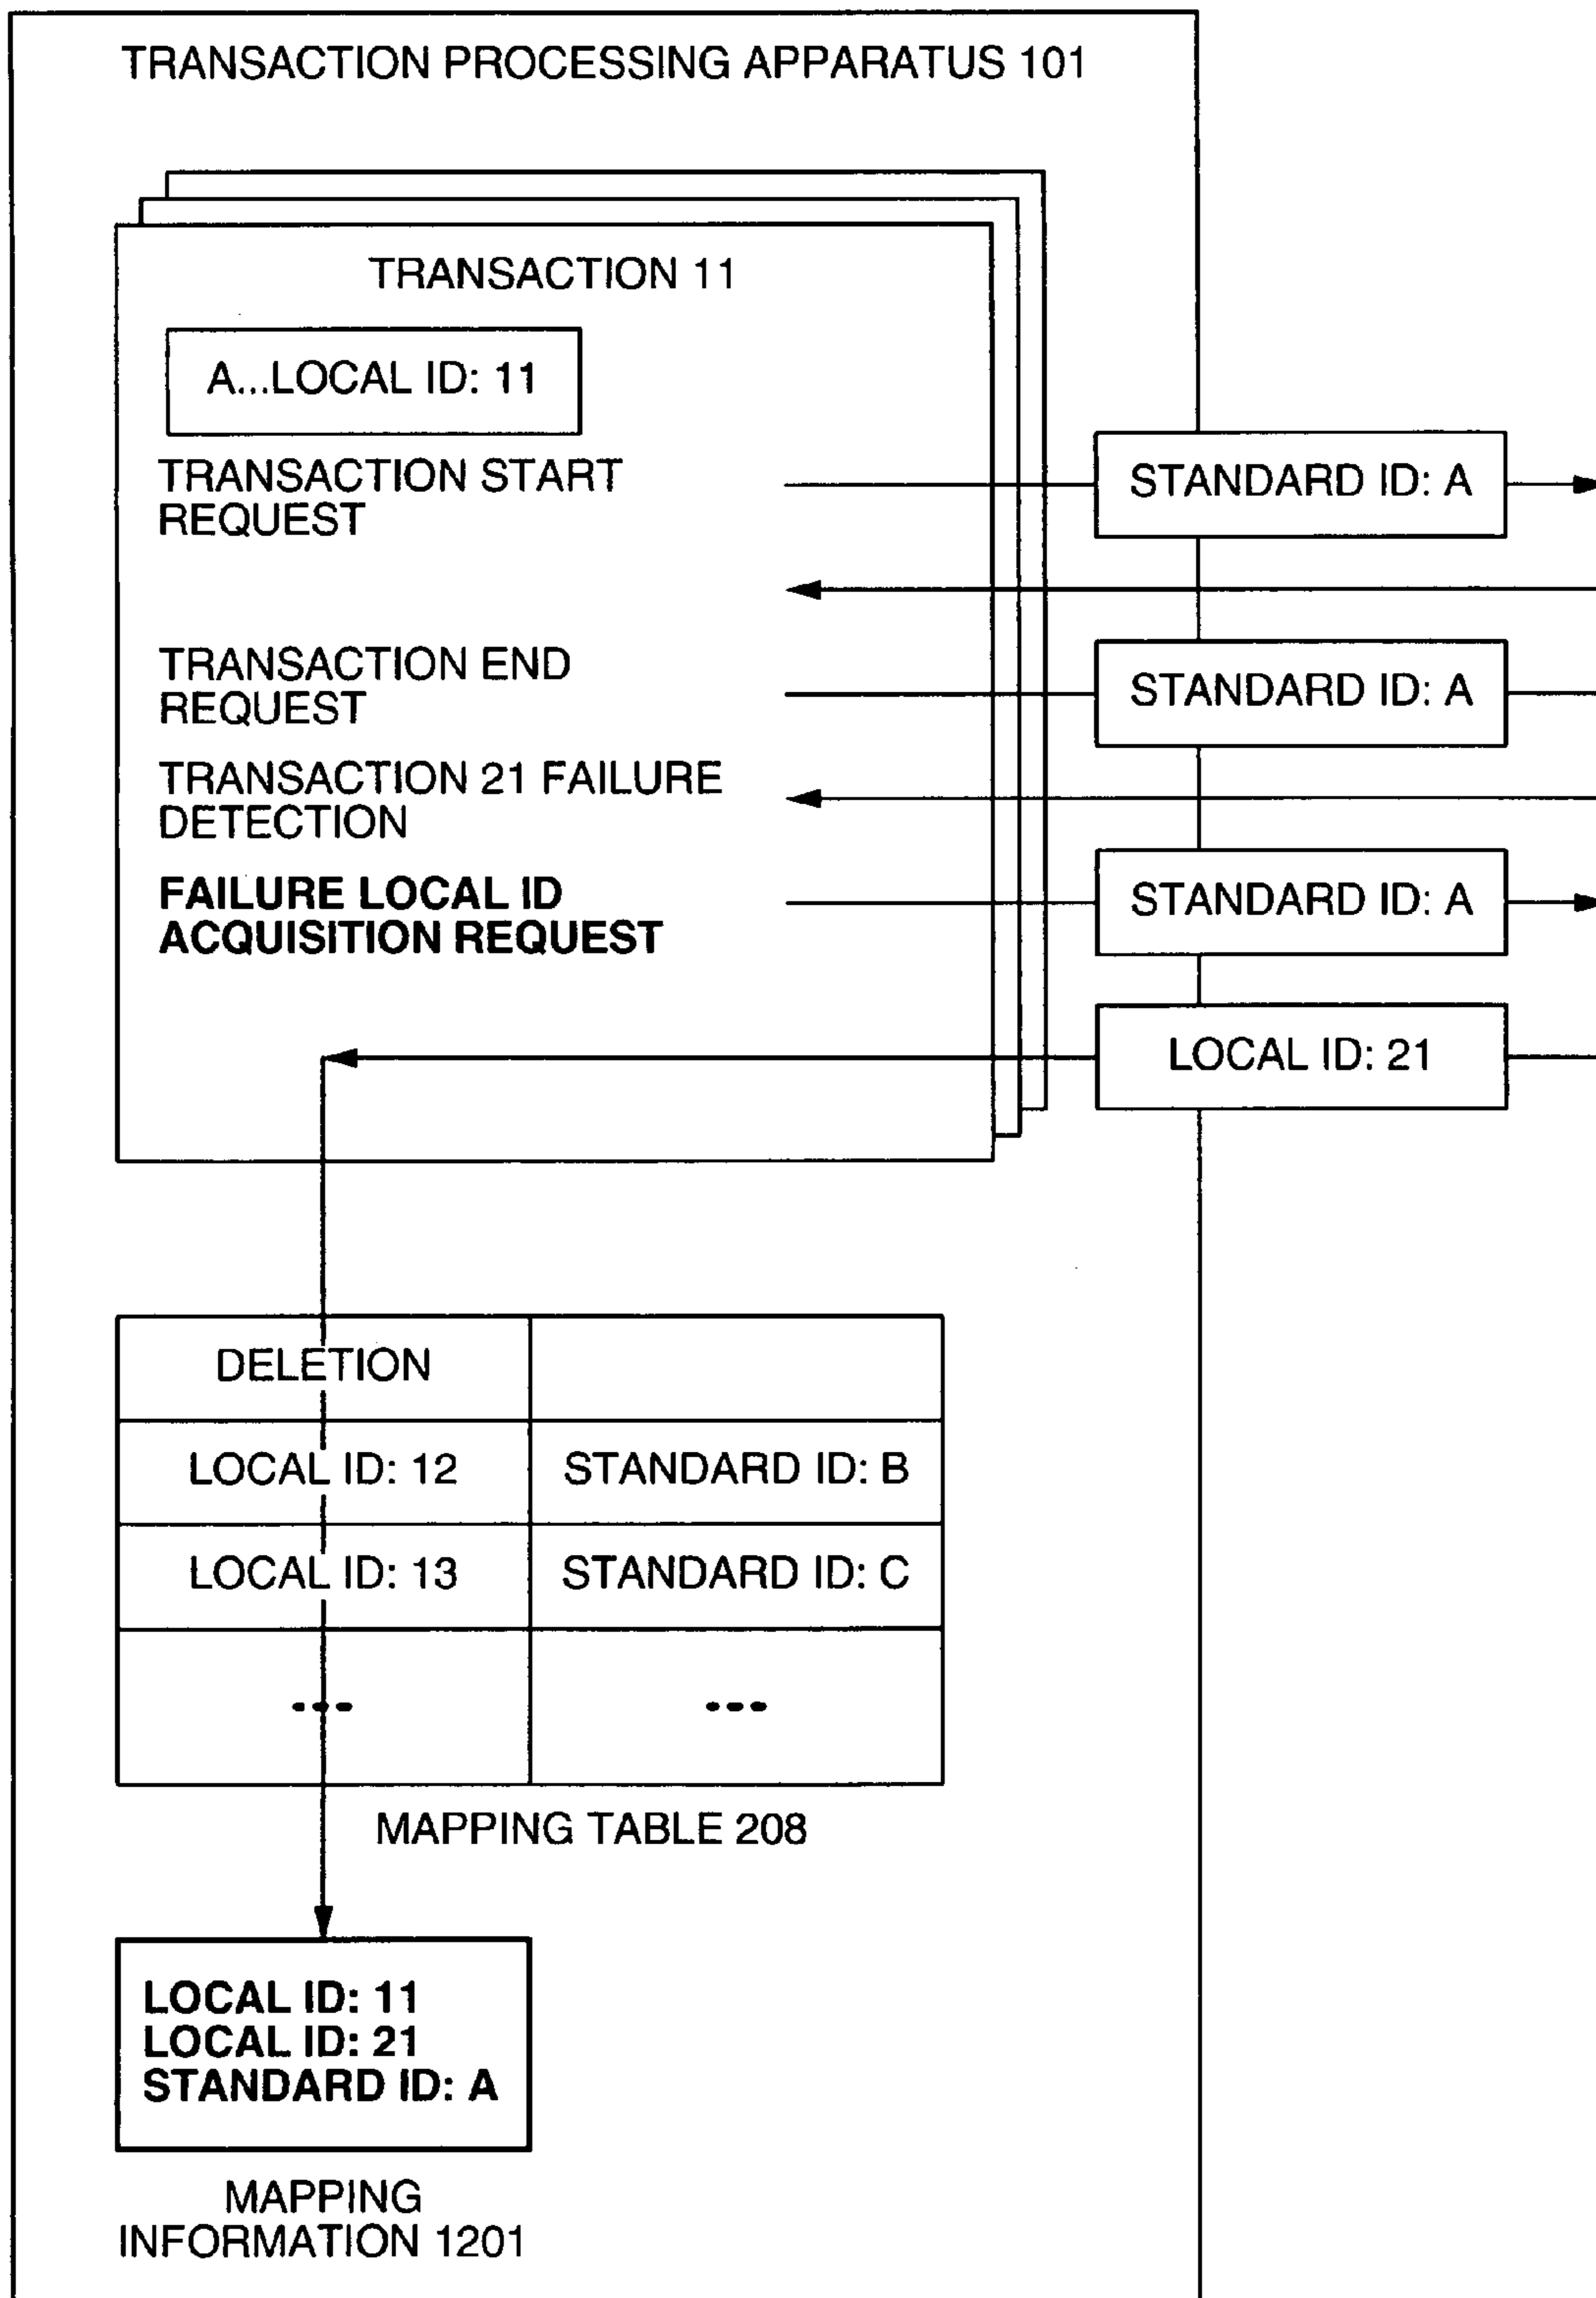 TRANSACTION PROCESSING APPARATUS 101
TRANSACTION 11
A...LOCAL ID: 11
TRANSACTION START
REQUEST
STANDARD ID: A
TRANSACTION END
REQUEST
STANDARD ID: A
TRANSACTION 21 FAILURE
DETECTION
FAILURE LOCAL ID
ACQUISITION REQUEST
STANDARD ID: A
LOCAL ID: 21
DELETION
LOCAL ID: 12 STANDARD ID: B
LOCAL ID: 13 STANDARD ID: C
--- ---
MAPPING TABLE 208
LOCAL ID: 11
LOCAL ID: 21
STANDARD ID: A
MAPPING
INFORMATION 1201